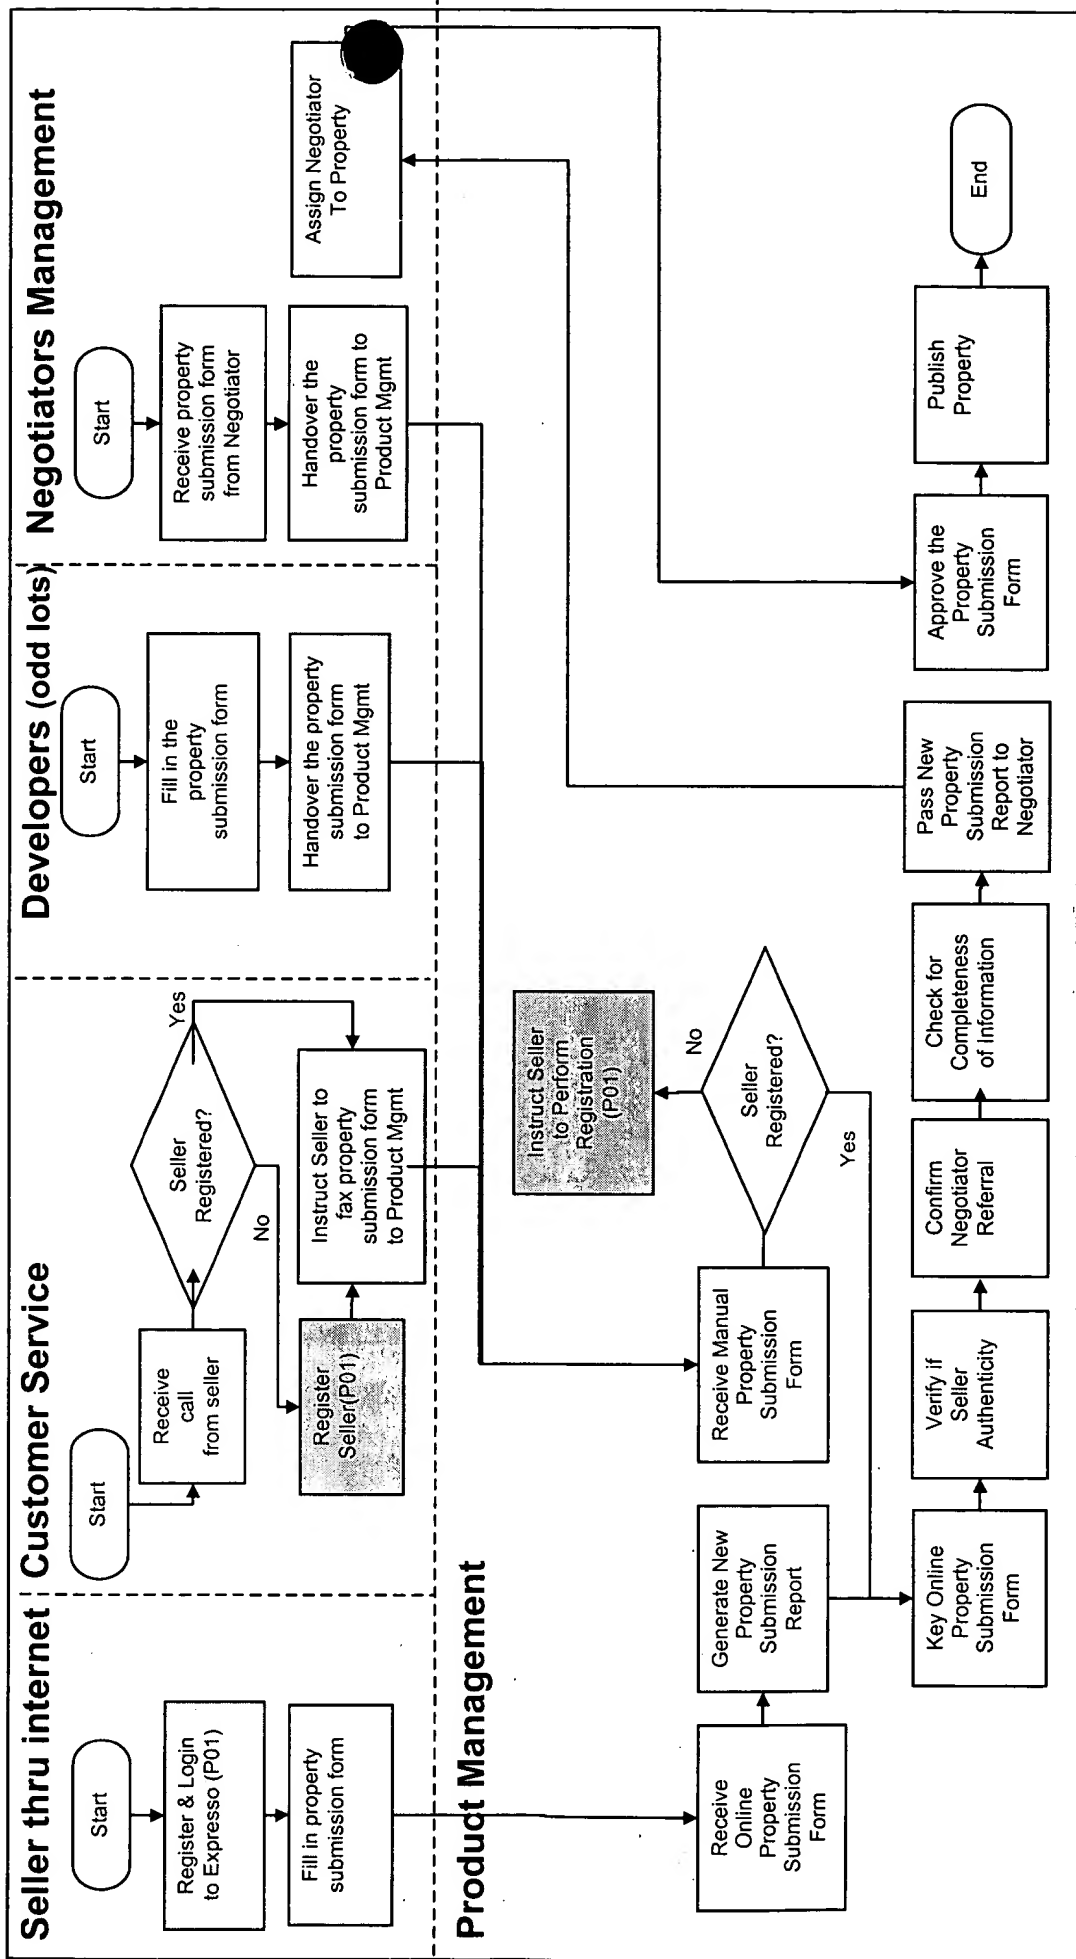 Seller thru internet
Start
Register & Login
to Expresso (P01)
Fill in property
submission form
Customer Service
Start
Receive
call
from seller
Seller
Registered?
Yes
No
Register
Seller(P01)
Instruct Seller to
fax property
submission form
to Product Mgmt
Developers (odd lots)
Start
Fill in the
property
submission form
Handover the property
submission form
to Product Mgmt
Negotiators Management
Start
Receive property
submission form
from Negotiator
Handover the
property
submission form to
Product Mgmt
Assign Negotiator
To Property
Product Management
Receive
Online
Property
Submission
Form
Generate New
Property
Submission
Report
Receive Manual
Property
Submission
Form
Seller
Registered?
No
Yes
Instruct Seller
to Perform
Registration
(P01)
Key Online
Property
Submission
Form
Verify if
Seller
Authenticity
Confirm
Negotiator
Referral
Check for
Completeness
of Information
Pass New
Property
Submission
Report to
Negotiator
Approve the
Property
Submission
Form
Publish
Property
End